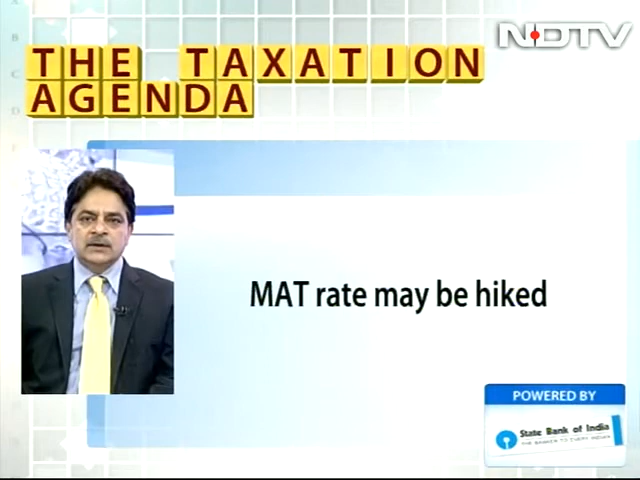 NDTV
THE TAXATION
AGENDA
MAT rate may be hiked
POWERED BY
State Bank of India
THE BANKER TO EVERY INDIAN